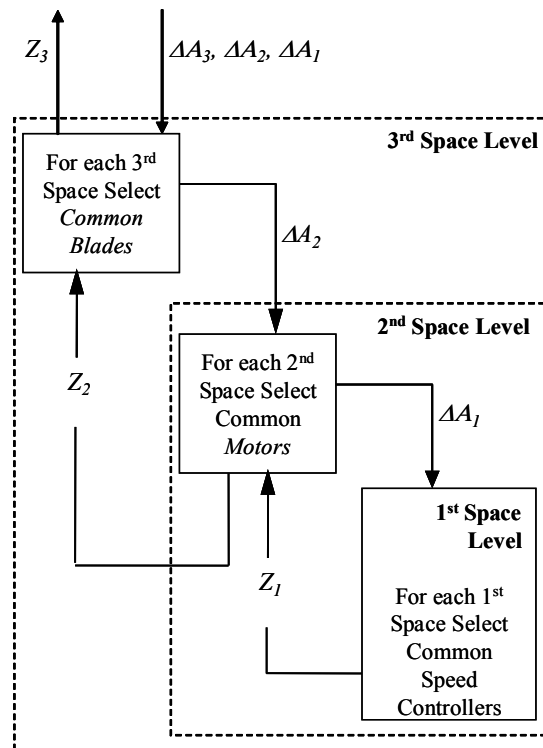 Z3
ΔA3, ΔA2, ΔA1
3rd Space Level
For each 3rd
Space Select
Common
Blades
ΔA2
2nd Space Level
For each 2nd
Space Select
Common
Motors
Z2
ΔA1
1st Space
Level
Z1
For each 1st
Space Select
Common
Speed
Controllers